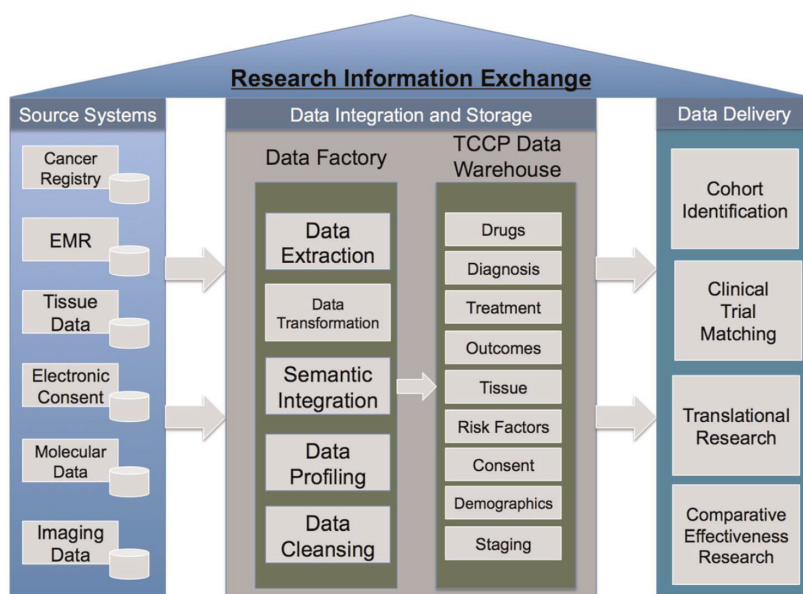 Research Information Exchange
Source Systems
Cancer
Registry
EMR
Tissue
Data
Electronic
Consent
Molecular
Data
Imaging
Data
Data Integration and Storage
Data Factory
Data
Extraction
Data
Transformation
Semantic
Integration
Data
Profiling
Data
Cleansing
TCCP Data
Warehouse
Drugs
Diagnosis
Treatment
Outcomes
Tissue
Risk Factors
Consent
Demographics
Staging
Data Delivery
Cohort
Identification
Clinical
Trial
Matching
Translational
Research
Comparative
Effectiveness
Research